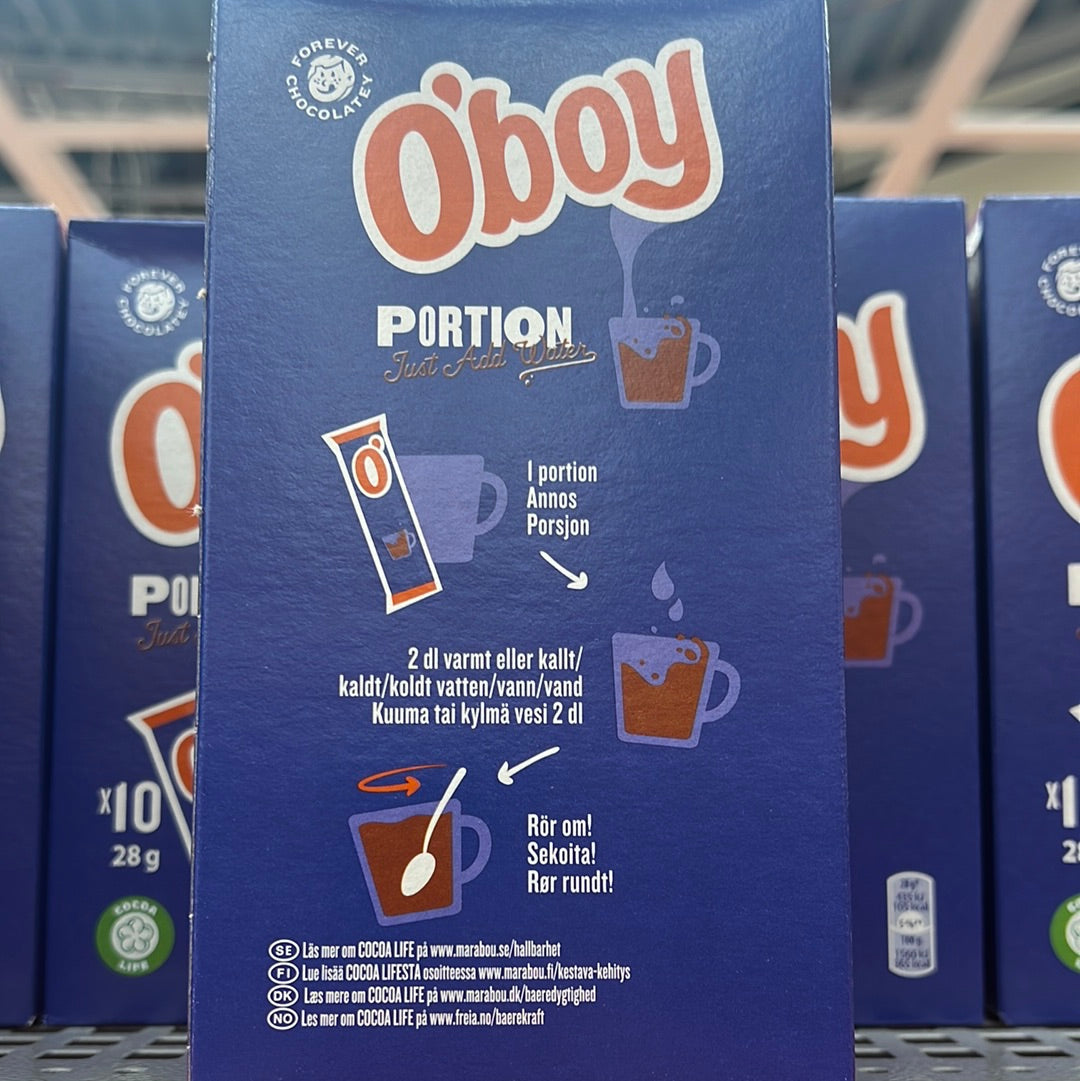 FOREVER
CHOCOLATEY
O'boy
PORTION
Just Add Water
O'
1 portion
Annos
Porsjon
2 dl varmt eller kallt/
kaldt/koldt vatten/vann/vand
Kuuma tai kylmä vesi 2 dl
Rör om!
Sekoita!
Rør rundt!
SE Läs mer om COCOA LIFE på www.marabou.se/hallbarhet
FI Lue lisää COCOA LIFESTA osoitteessa www.marabou.fi/kestava-kehitys
DK Læs mere om COCOA LIFE på www.marabou.dk/baeredygtighed
NO Les mer om COCOA LIFE på www.freia.no/baerekraft
FOREVER
CHOCOLATEY
O'
Just
x10
28 g
COCOA
LIFE
y